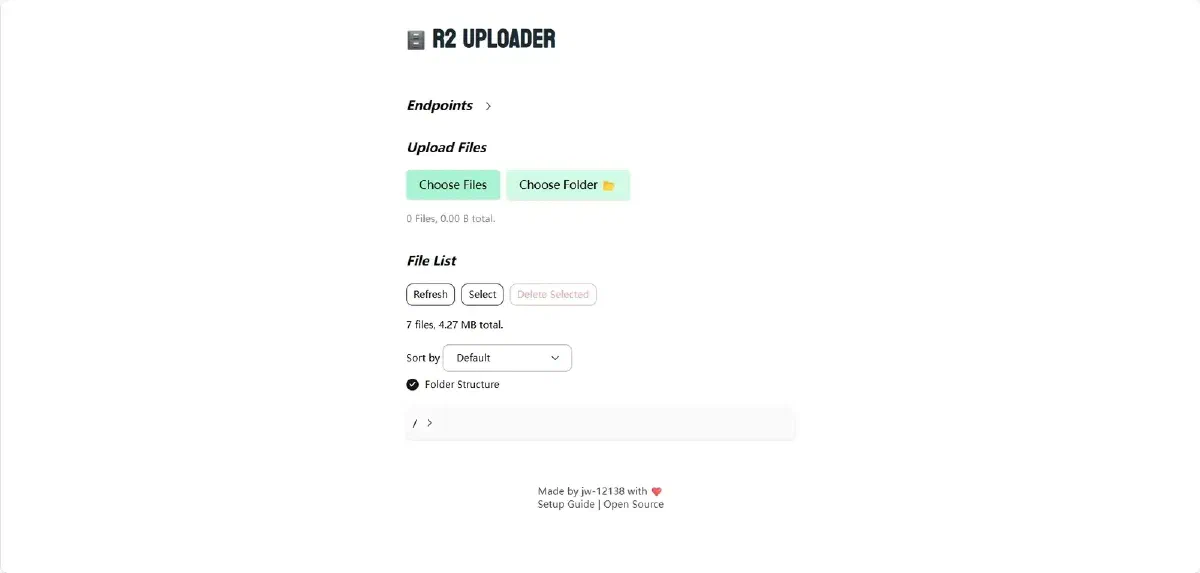 R2 UPLOADER
Endpoints
Upload Files
Choose Files Choose Folder
0 Files, 0.00 B total.
File List
Refresh Select Delete Selected
7 files, 4.27 MB total.
Sort by Default
Folder Structure
/ >
Made by jw-12138 with ❤️
Setup Guide | Open Source